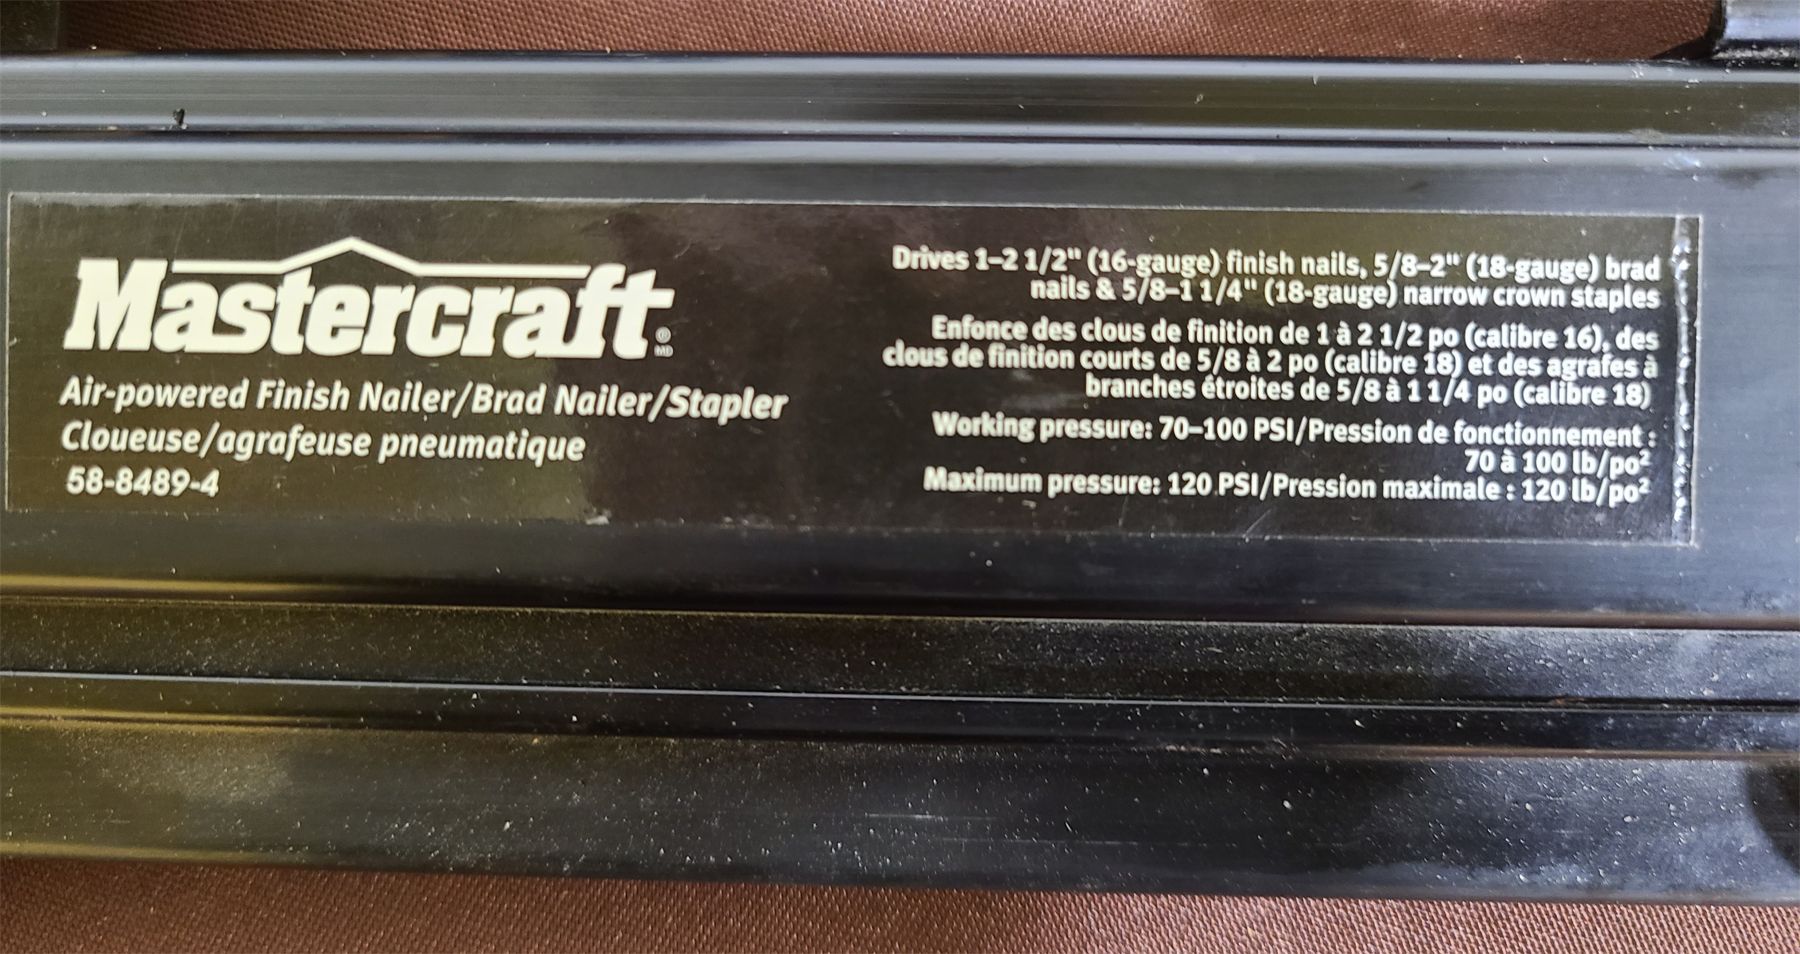 Mastercraft®
MD
Air-powered Finish Nailer/Brad Nailer/Stapler
Cloueuse/agrafeuse pneumatique
58-8489-4
Drives 1–2 1/2" (16-gauge) finish nails, 5/8–2" (18-gauge) brad
nails & 5/8–1 1/4" (18-gauge) narrow crown staples
Enfonce des clous de finition de 1 à 2 1/2 po (calibre 16), des
clous de finition courts de 5/8 à 2 po (calibre 18) et des agrafes à
branches étroites de 5/8 à 1 1/4 po (calibre 18)
Working pressure: 70–100 PSI/Pression de fonctionnement :
70 à 100 lb/po²
Maximum pressure: 120 PSI/Pression maximale : 120 lb/po²